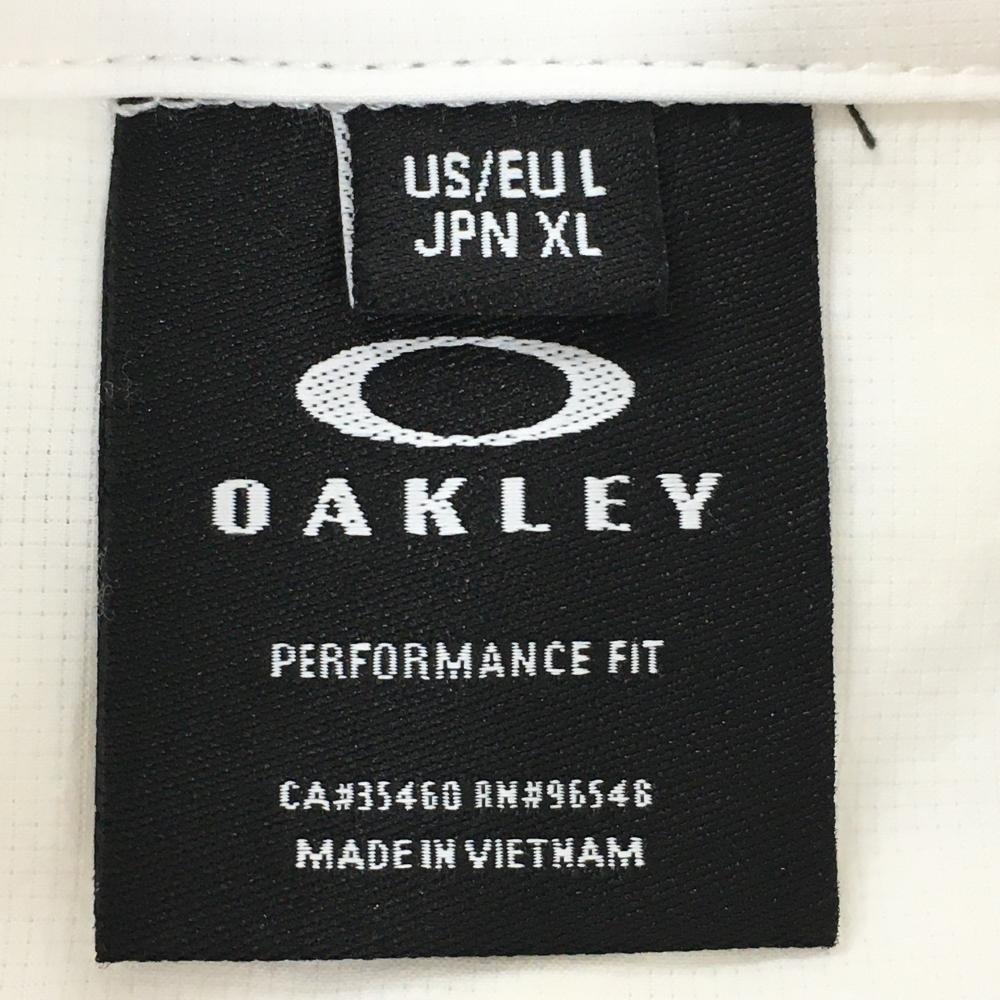 US/EU L
JPN XL
OAKLEY
PERFORMANCE FIT
CA#35460 RN#96546
MADE IN VIETNAM